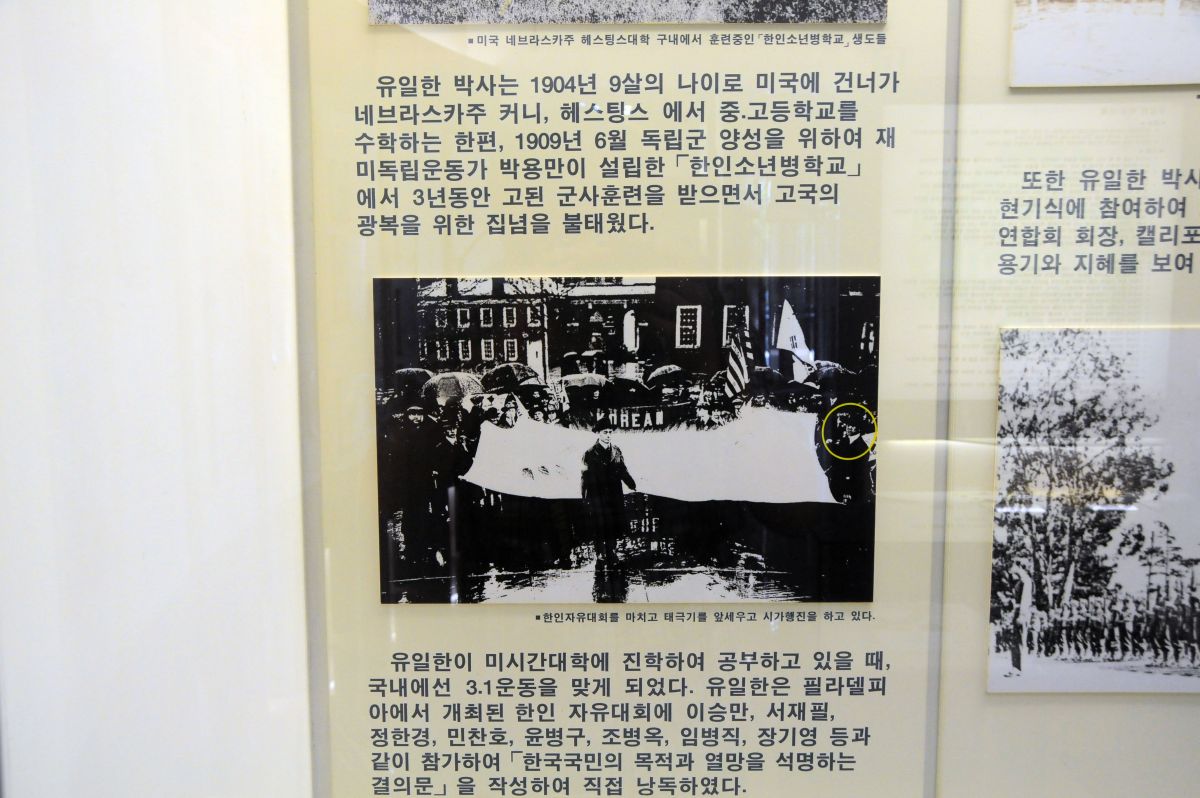 ■ 미국 네브라스카주 헤스팅스대학 구내에서 훈련중인 「한인소년병학교」 생도들
유일한 박사는 1904년 9살의 나이로 미국에 건너가
네브라스카주 커니, 헤스팅스 에서 중.고등학교를
수학하는 한편, 1909년 6월 독립군 양성을 위하여 재
미독립운동가 박용만이 설립한 「한인소년병학교」
에서 3년동안 고된 군사훈련을 받으면서 고국의
광복을 위한 집념을 불태웠다.
■ 한인자유대회를 마치고 태극기를 앞세우고 시가행진을 하고 있다.
유일한이 미시간대학에 진학하여 공부하고 있을 때,
국내에선 3.1운동을 맞게 되었다. 유일한은 필라델피
아에서 개최된 한인 자유대회에 이승만, 서재필,
정한경, 민찬호, 윤병구, 조병옥, 임병직, 장기영 등과
같이 참가하여 「한국국민의 목적과 열망을 석명하는
결의문」을 작성하여 직접 낭독하였다.
또한 유일한 박사
현기식에 참여하여
연합회 회장, 캘리포
용기와 지혜를 보여